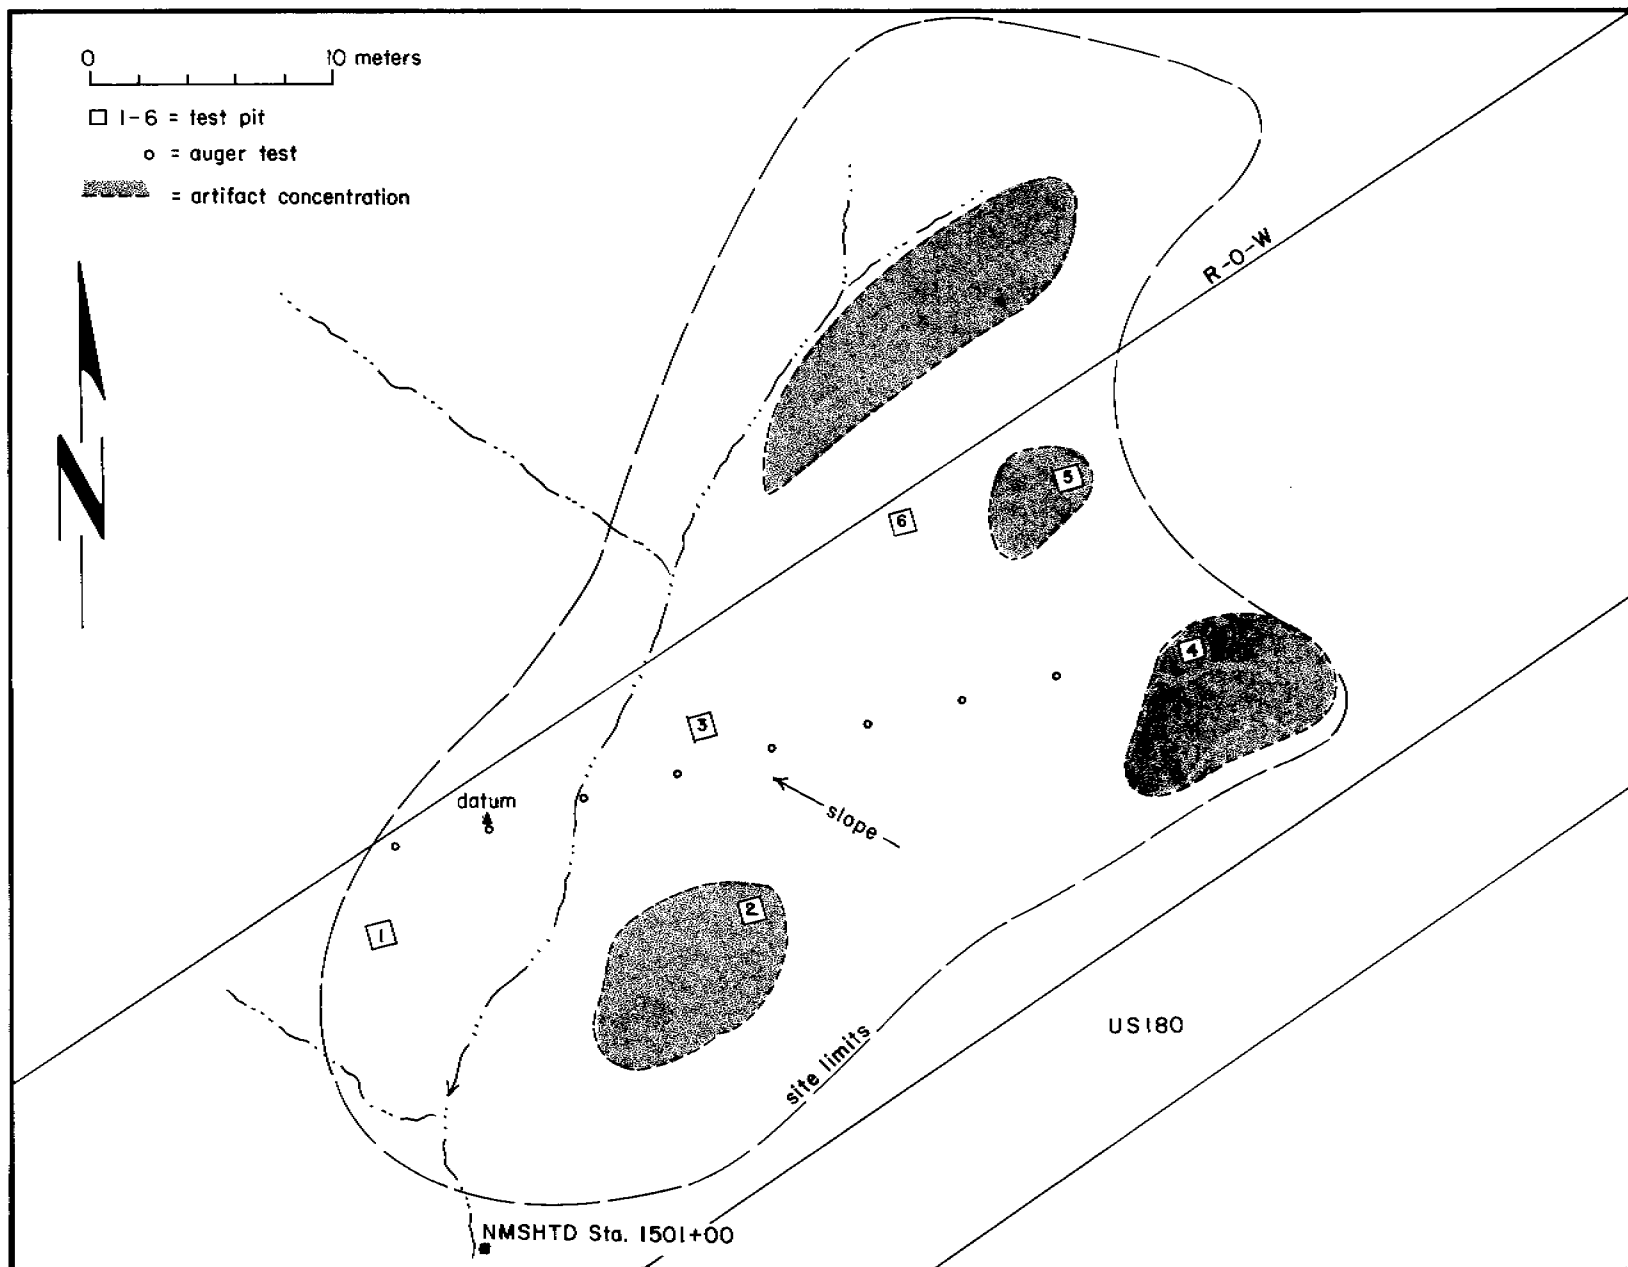 0 10 meters
1-6 = test pit
= auger test
= artifact concentration
N
R-O-W
5
6
4
3
datum
slope
2
1
US180
site limits
NMSHTD Sta. 1501+00